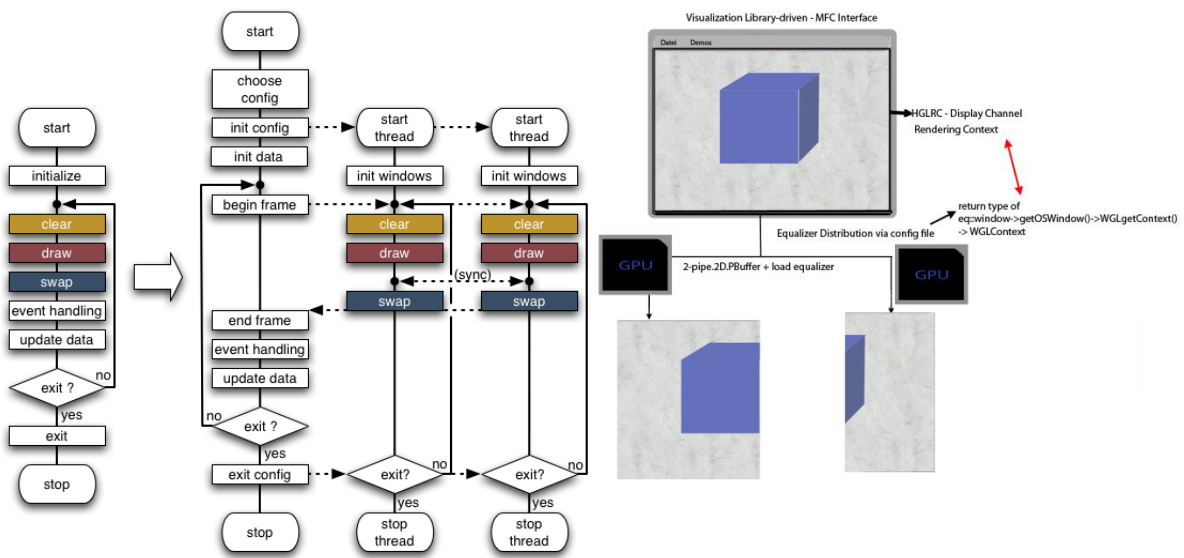 start
initialize
clear
draw
swap
event handling
update data
exit ?
no
yes
exit
stop
start
choose
config
init config
init data
begin frame
end frame
event handling
update data
no
exit ?
yes
exit config
stop
start
thread
init windows
clear
draw
(sync)
swap
exit?
no
yes
stop
thread
start
thread
init windows
clear
draw
swap
exit?
no
yes
stop
thread
Visualization Library-driven - MFC Interface
Datei Demos
HGLRC - Display Channel
Rendering Context
return type of
eq::window->getOSWindow()->WGLgetContext()
-> WGLContext
Equalizer Distribution via config file
GPU
2-pipe.2D.PBuffer + load equalizer
GPU